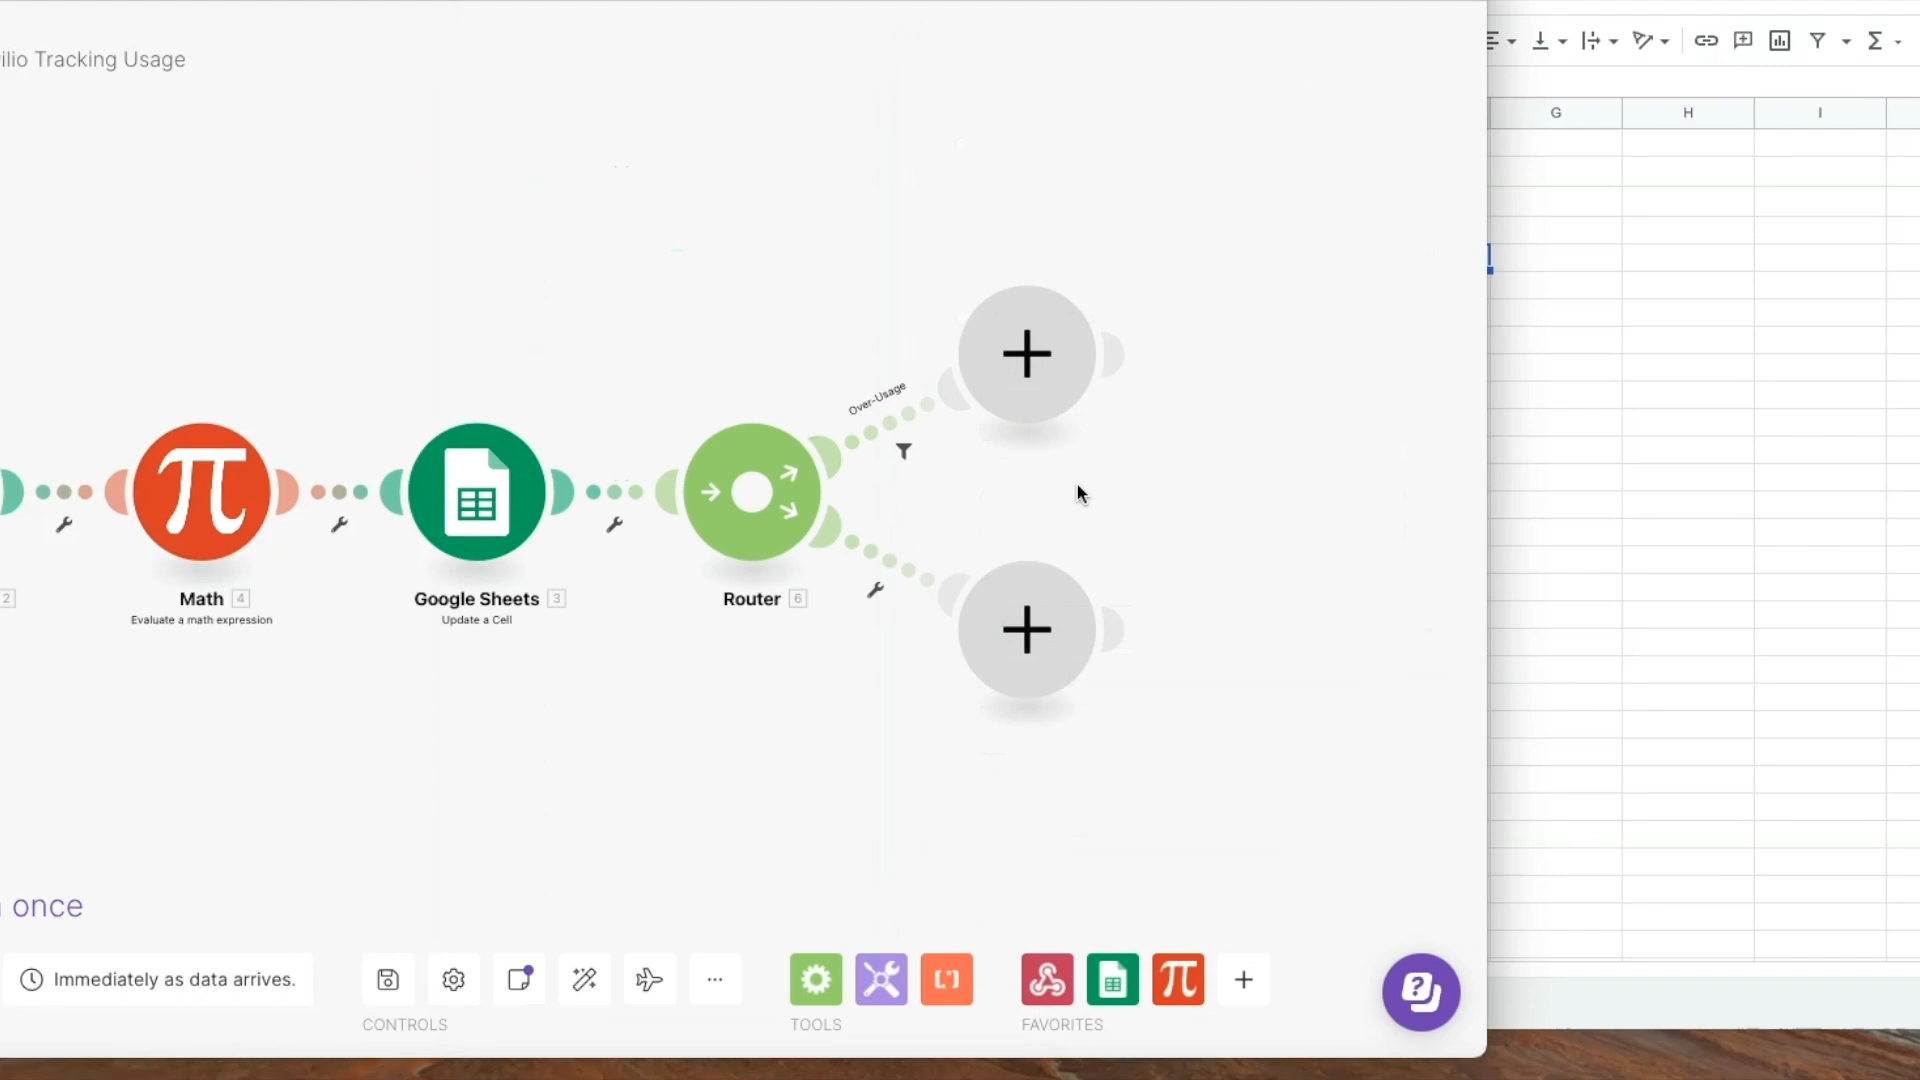 ilio Tracking Usage
G H I
Over-Usage
2
Math 4
Evaluate a math expression
Google Sheets 3
Update a Cell
Router 6
once
Immediately as data arrives.
CONTROLS
TOOLS
FAVORITES